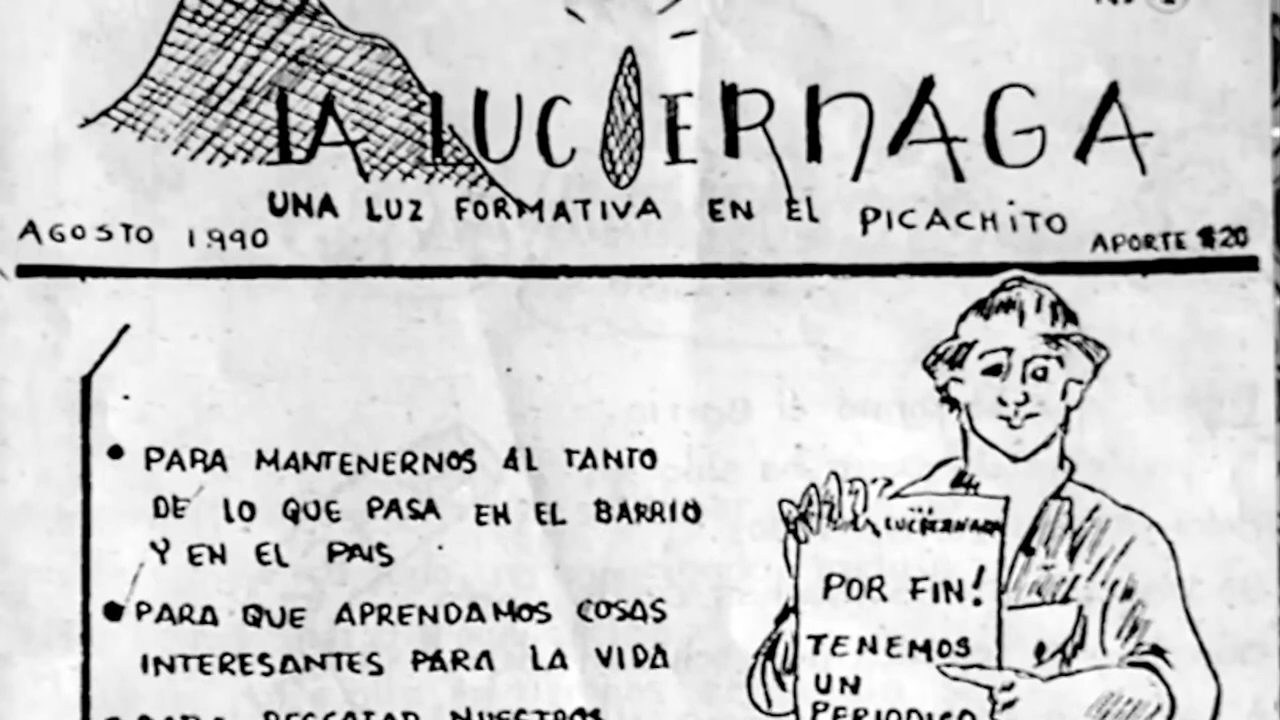 LA LUCIERNAGA
UNA LUZ FORMATIVA EN EL PICACHiTO
AGOSTO 1990
APORTE $20
• PARA MANTENERNOS AL TANTO
DE LO QUE PASA EN EL BARRIO
Y EN EL PAIS
• PARA QUE APRENDAMOS COSAS
INTERESANTES PARA LA VIDA
NUESTROS
POR FIN!
TENEMOS
UN
PERIODICO